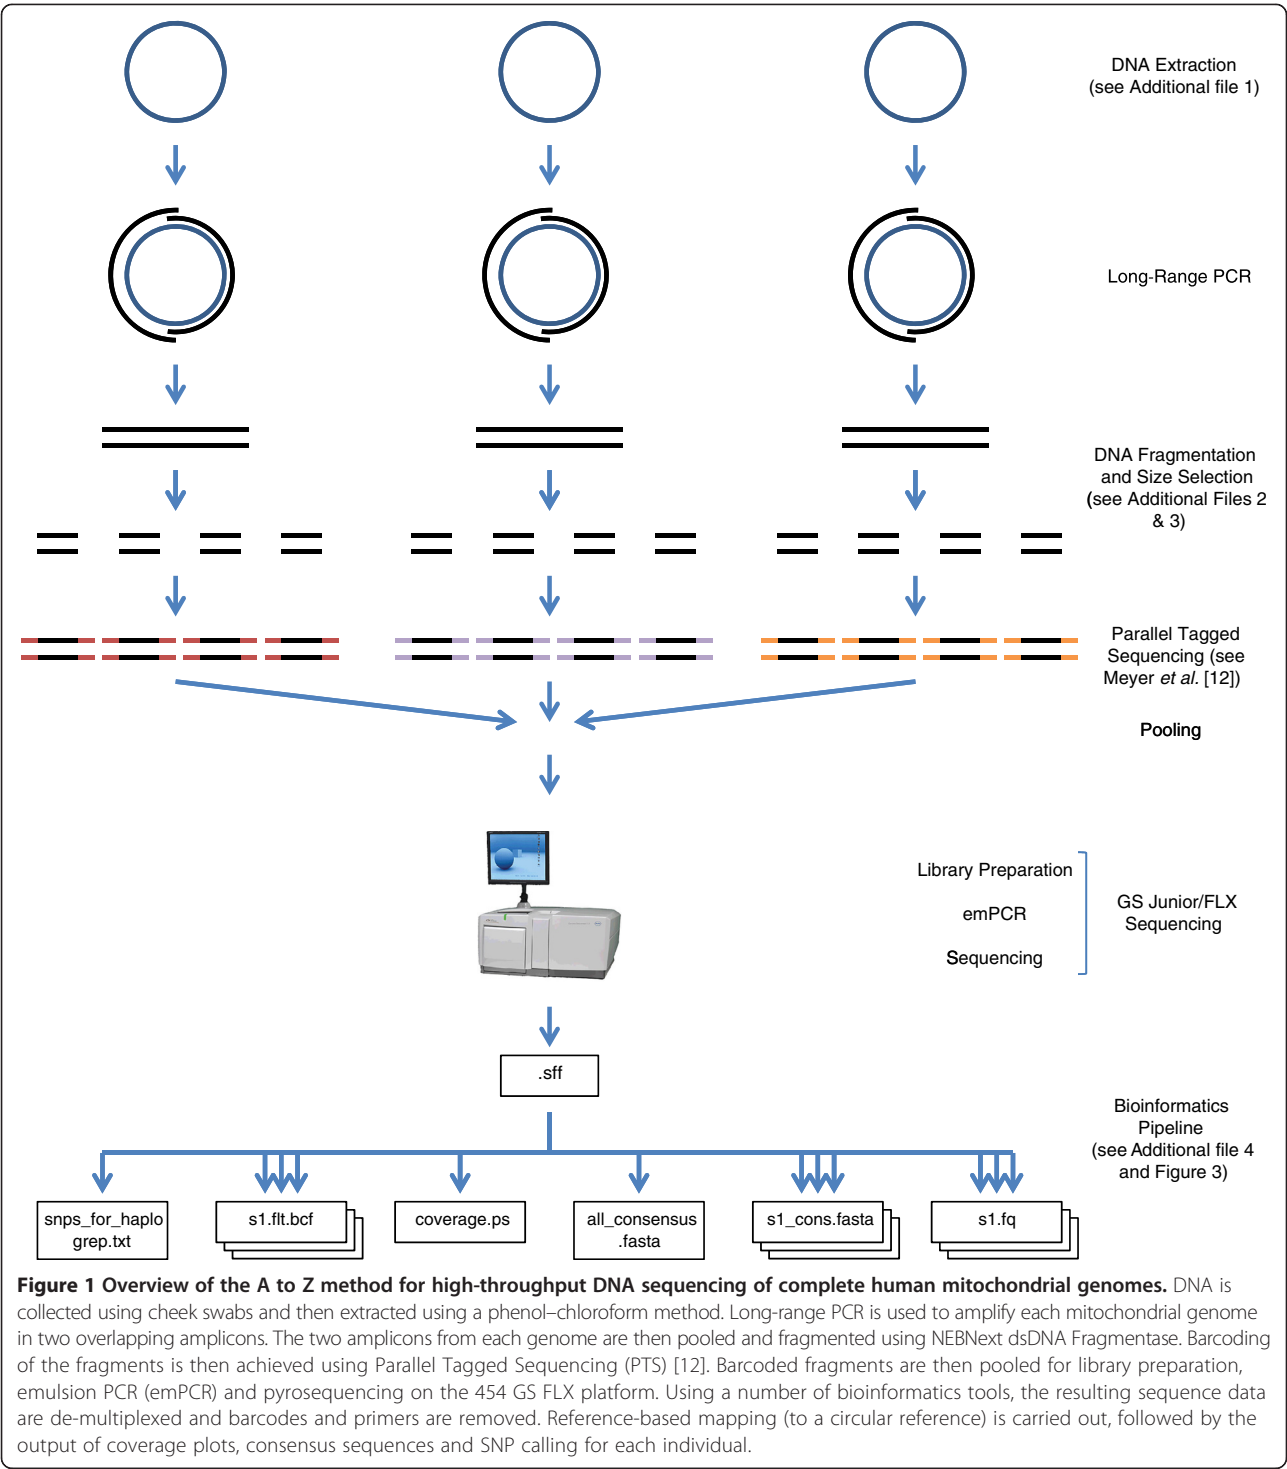 DNA Extraction
(see Additional file 1)
Long-Range PCR
DNA Fragmentation
and Size Selection
(see Additional Files 2
& 3)
Parallel Tagged
Sequencing (see
Meyer et al. [12])
Pooling
Library Preparation
emPCR
Sequencing
GS Junior/FLX
Sequencing
.sff
Bioinformatics
Pipeline
(see Additional file 4
and Figure 3)
snps_for_haplo
grep.txt
s1.flt.bcf
coverage.ps
all_consensus
.fasta
s1_cons.fasta
s1.fq
Figure 1 Overview of the A to Z method for high-throughput DNA sequencing of complete human mitochondrial genomes. DNA is
collected using cheek swabs and then extracted using a phenol–chloroform method. Long-range PCR is used to amplify each mitochondrial genome
in two overlapping amplicons. The two amplicons from each genome are then pooled and fragmented using NEBNext dsDNA Fragmentase. Barcoding
of the fragments is then achieved using Parallel Tagged Sequencing (PTS) [12]. Barcoded fragments are then pooled for library preparation,
emulsion PCR (emPCR) and pyrosequencing on the 454 GS FLX platform. Using a number of bioinformatics tools, the resulting sequence data
are de-multiplexed and barcodes and primers are removed. Reference-based mapping (to a circular reference) is carried out, followed by the
output of coverage plots, consensus sequences and SNP calling for each individual.